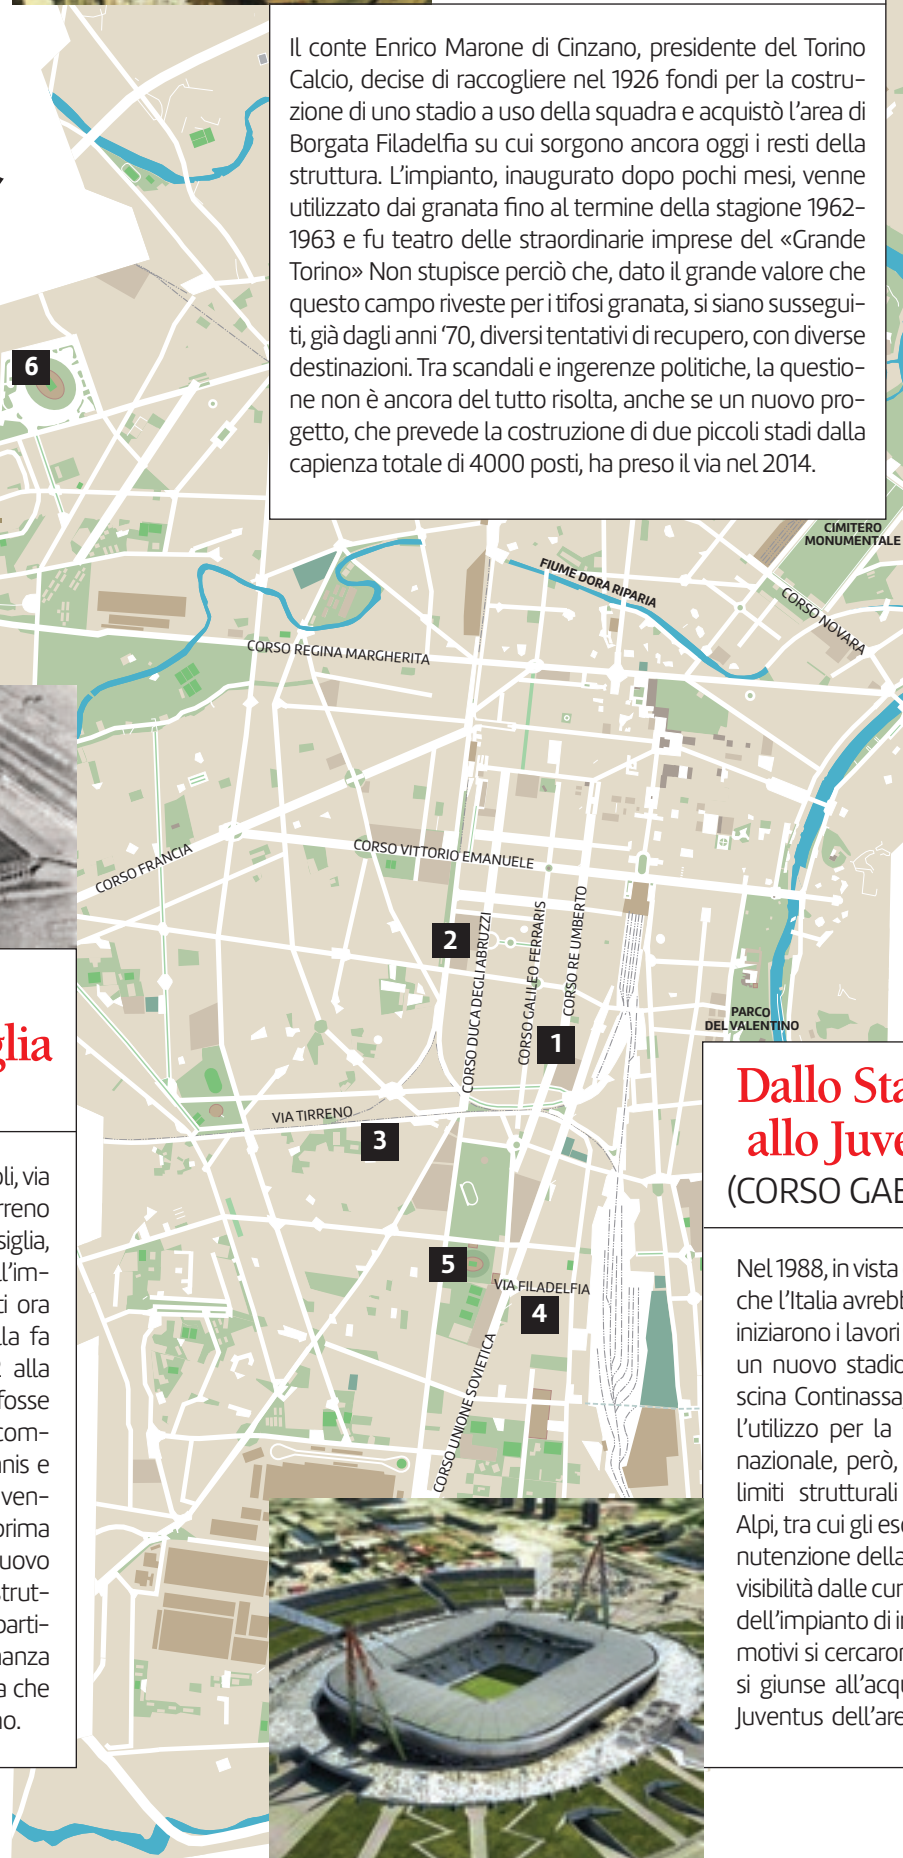 Il conte Enrico Marone di Cinzano, presidente del Torino
Calcio, decise di raccogliere nel 1926 fondi per la costru-
zione di uno stadio a uso della squadra e acquistò l'area di
Borgata Filadelfia su cui sorgono ancora oggi i resti della
struttura. L'impianto, inaugurato dopo pochi mesi, venne
utilizzato dai granata fino al termine della stagione 1962-
1963 e fu teatro delle straordinarie imprese del «Grande
Torino» Non stupisce perciò che, dato il grande valore che
questo campo riveste per i tifosi granata, si siano sussegui-
ti, già dagli anni '70, diversi tentativi di recupero, con diverse
destinazioni. Tra scandali e ingerenze politiche, la questio-
ne non è ancora del tutto risolta, anche se un nuovo pro-
getto, che prevede la costruzione di due piccoli stadi dalla
capienza totale di 4000 posti, ha preso il via nel 2014.
6
CIMITERO
MONUMENTALE
FIUME DORA RIPARIA
CORSO NOVARA
CORSO REGINA MARGHERITA
CORSO FRANCIA
CORSO VITTORIO EMANUELE
2
CORSO DUCA DEGLI ABRUZZI
CORSO GALILEO FERRARIS
CORSO RE UMBERTO
1
PARCO
DEL VALENTINO
VIA TIRRENO
3
5
VIA FILADELFIA
4
CORSO UNIONE SOVIETICA
glia
oli, via
rreno
siglia,
ll'im-
ti ora
lla fa
alla
fosse
com-
nnis e
ven-
prima
uovo
strut-
parti-
nanza
a che
no.
Dallo Sta
allo Juve
(CORSO GAE
Nel 1988, in vista
che l'Italia avrebb
iniziarono i lavori
un nuovo stadio
scina Continassa,
l'utilizzo per la
nazionale, però,
limiti strutturali
Alpi, tra cui gli esc
nutenzione della
visibilità dalle cur
dell'impianto di ir
motivi si cercaron
si giunse all'acqu
Juventus dell'are